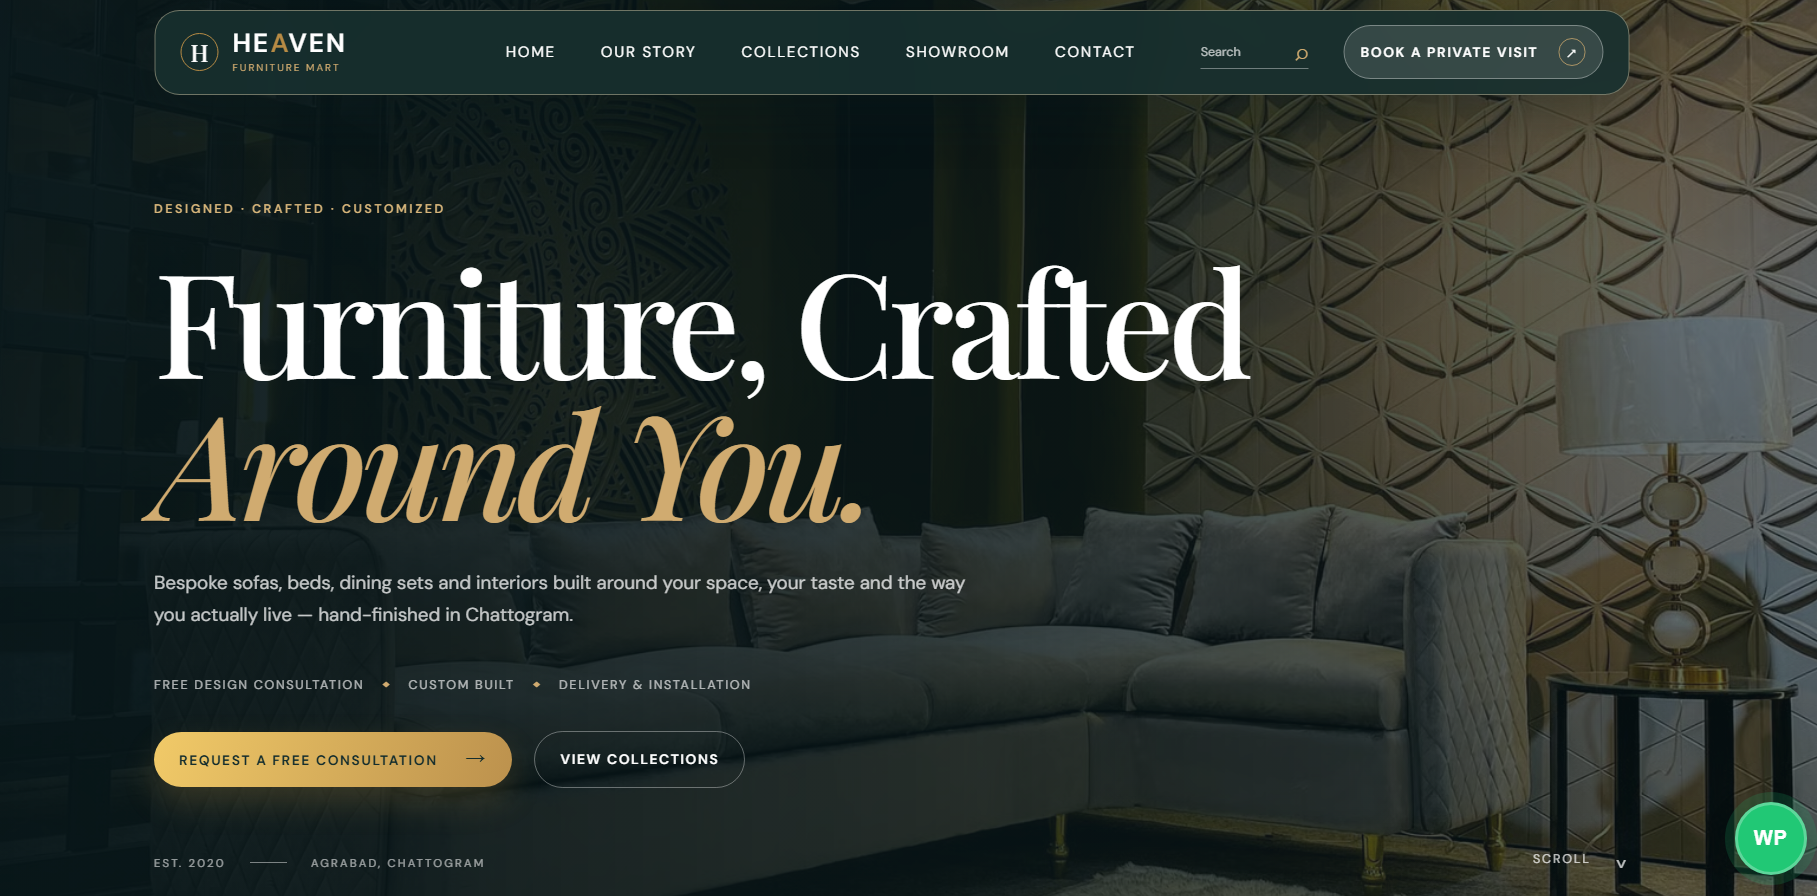 H
HEAVEN
FURNITURE MART
HOME
OUR STORY
COLLECTIONS
SHOWROOM
CONTACT
Search
BOOK A PRIVATE VISIT ↗
DESIGNED · CRAFTED · CUSTOMIZED
Furniture, Crafted
Around You.
Bespoke sofas, beds, dining sets and interiors built around your space, your taste and the way
you actually live — hand-finished in Chattogram.
FREE DESIGN CONSULTATION ◆ CUSTOM BUILT ◆ DELIVERY & INSTALLATION
REQUEST A FREE CONSULTATION →
VIEW COLLECTIONS
EST. 2020 — AGRABAD, CHATTOGRAM
SCROLL v
WP